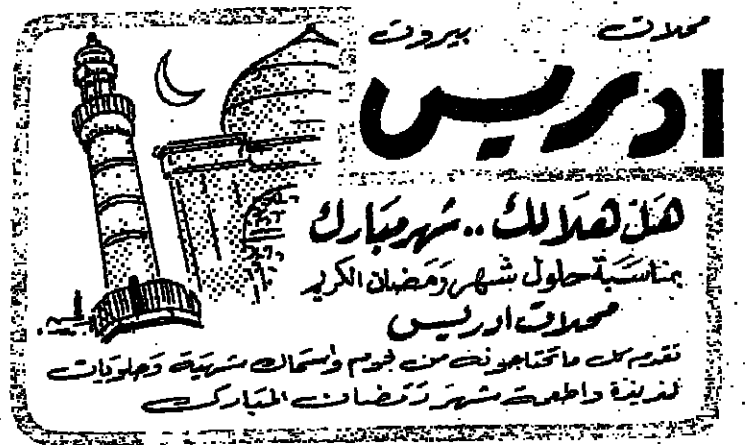 محلات بيروت
ادريس
هل هلالك .. شهر مبارك
بمناسبة حلول شهر رمضان الكريم
محلات ادريس
تقدم كل ما تحتاجونه من لحوم واسماك شهية وحلويات
لذيذة واطعمة شهر رمضان المبارك